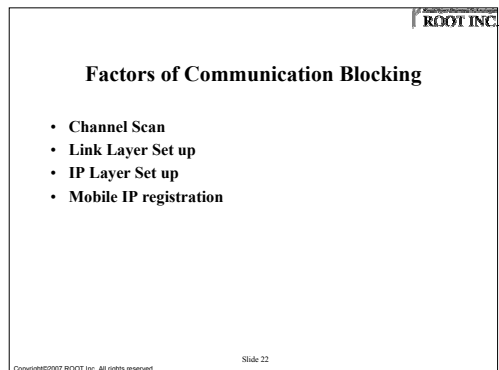 ROOT INC.
Factors of Communication Blocking
• Channel Scan
• Link Layer Set up
• IP Layer Set up
• Mobile IP registration
Slide 22
Copyright©2007 ROOT Inc. All rights reserved